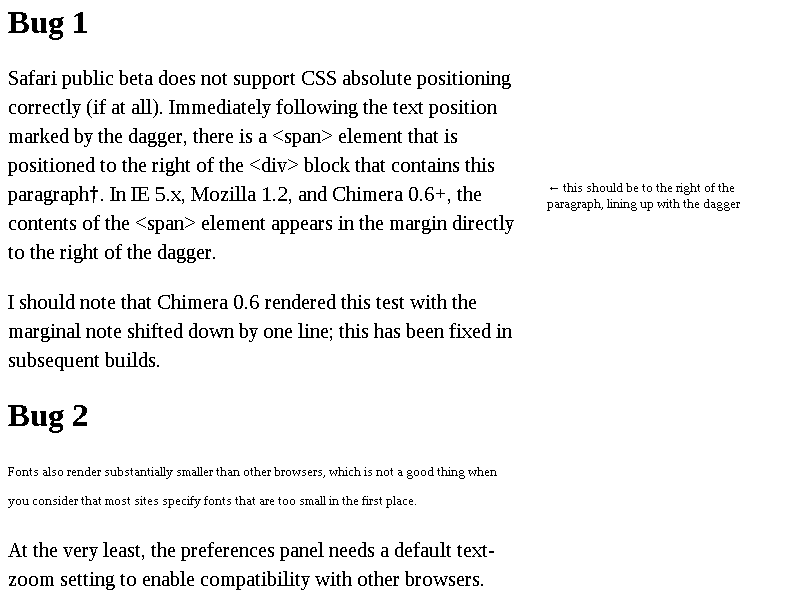 Bug 1
Safari public beta does not support CSS absolute positioning
correctly (if at all). Immediately following the text position
marked by the dagger, there is a <span> element that is
positioned to the right of the <div> block that contains this
paragraph†. In IE 5.x, Mozilla 1.2, and Chimera 0.6+, the
contents of the <span> element appears in the margin directly
to the right of the dagger.
← this should be to the right of the
paragraph, lining up with the dagger
I should note that Chimera 0.6 rendered this test with the
marginal note shifted down by one line; this has been fixed in
subsequent builds.
Bug 2
Fonts also render substantially smaller than other browsers, which is not a good thing when
you consider that most sites specify fonts that are too small in the first place.
At the very least, the preferences panel needs a default text-
zoom setting to enable compatibility with other browsers.